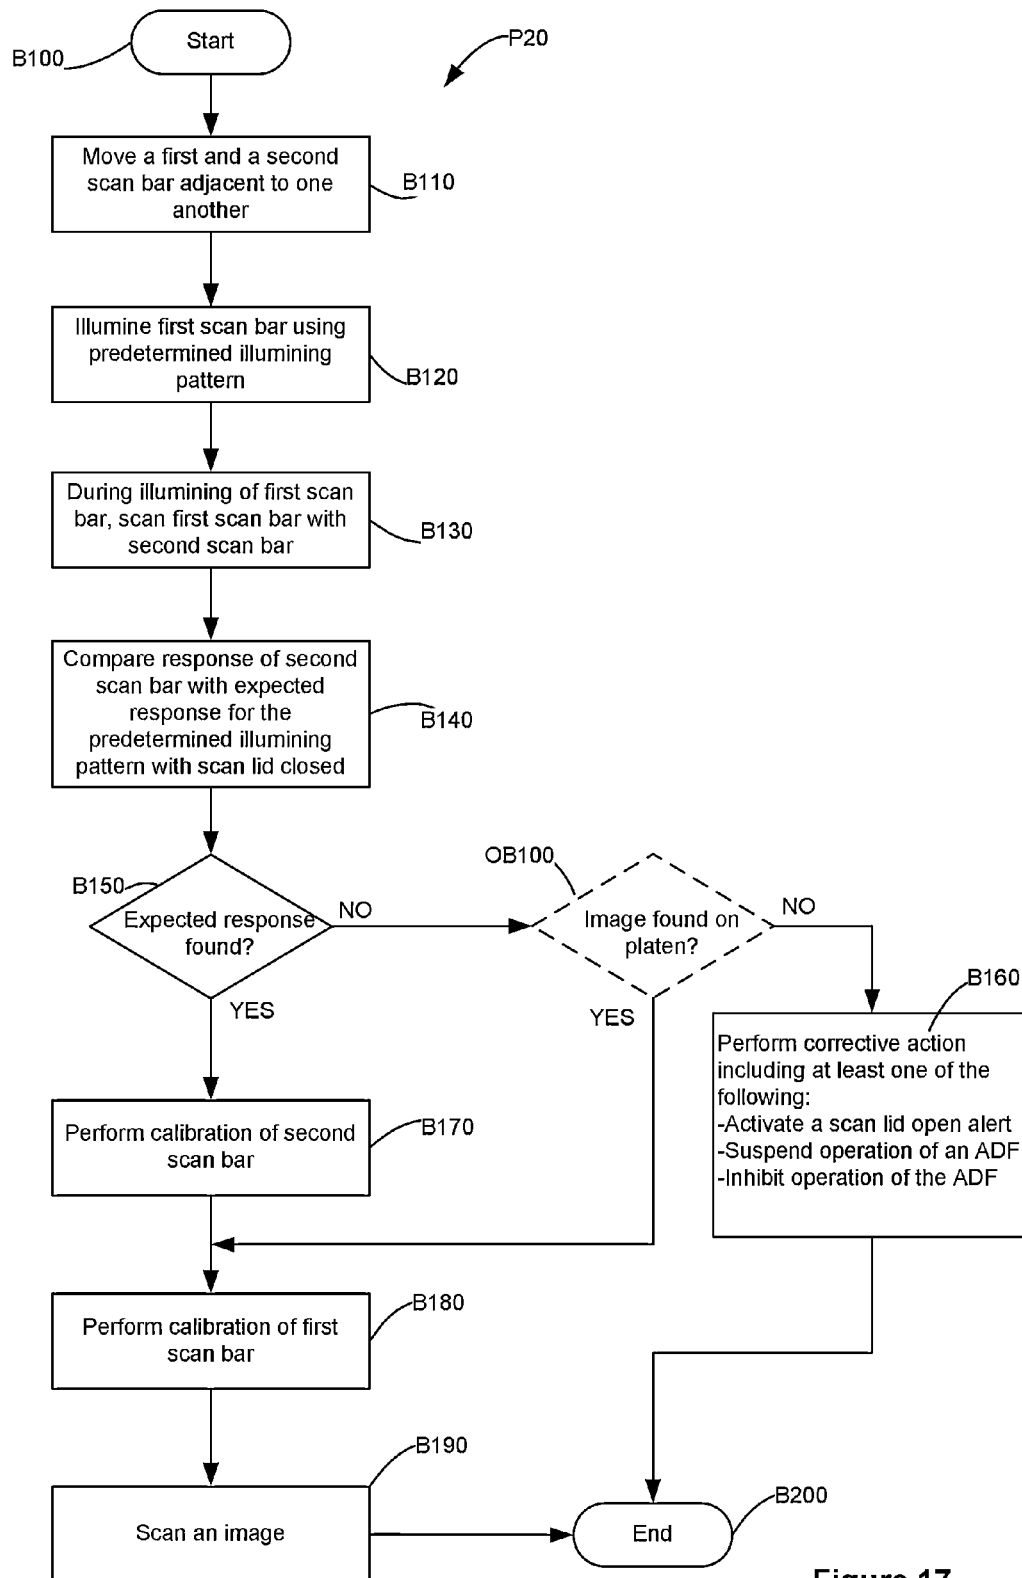 Start
B100
P20
Move a first and a second
scan bar adjacent to one
another
B110
Illumine first scan bar using
predetermined illumining
pattern
B120
During illumining of first scan
bar, scan first scan bar with
second scan bar
B130
Compare response of second
scan bar with expected
response for the
predetermined illumining
pattern with scan lid closed
B140
B150
Expected response
found?
NO
YES
OB100
Image found on
platen?
NO
YES
B160
Perform corrective action
including at least one of the
following:
-Activate a scan lid open alert
-Suspend operation of an ADF
-Inhibit operation of the ADF
Perform calibration of second
scan bar
B170
Perform calibration of first
scan bar
B180
Scan an image
B190
End
B200
Figure 17